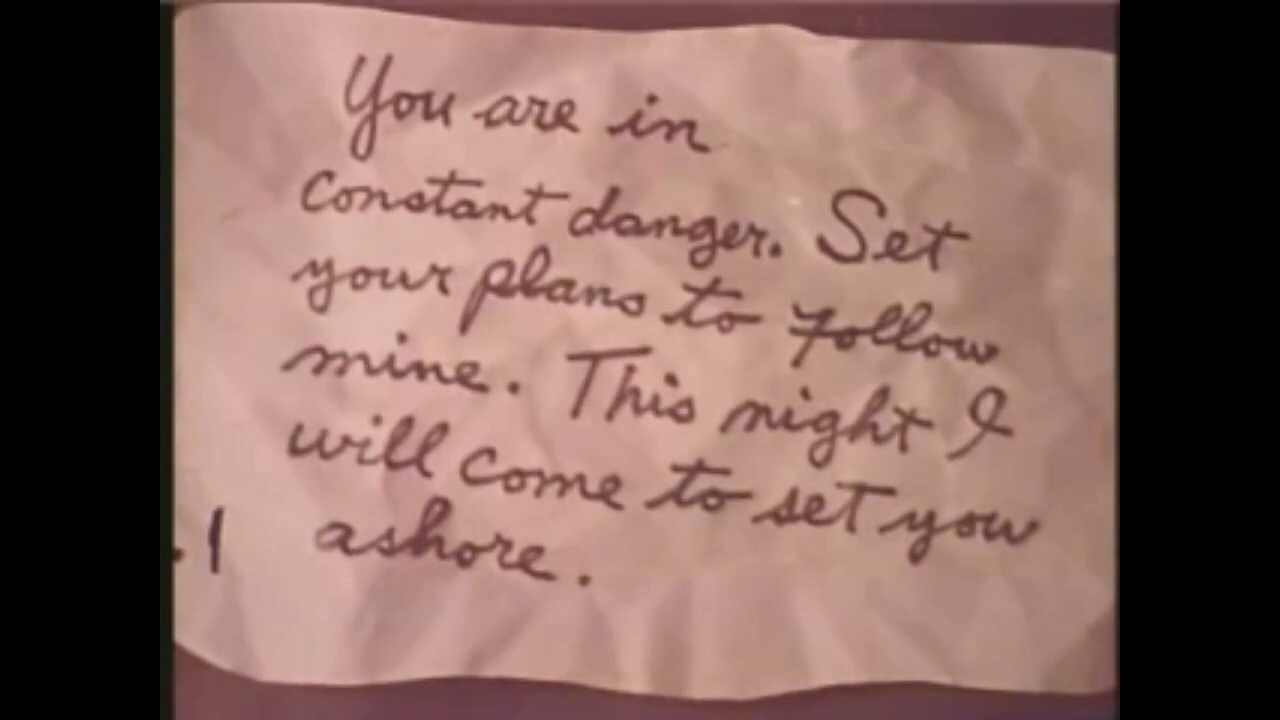 You are in
constant danger. Set
your plans to follow
mine. This night I
will come to set you
ashore.